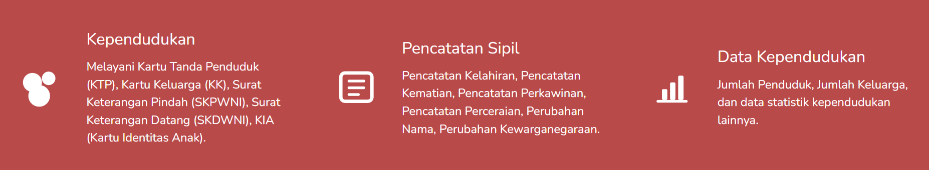 Kependudukan
Melayani Kartu Tanda Penduduk
(KTP), Kartu Keluarga (KK), Surat
Keterangan Pindah (SKPWNI), Surat
Keterangan Datang (SKDWNI), KIA
(Kartu Identitas Anak).
Pencatatan Sipil
Pencatatan Kelahiran, Pencatatan
Kematian, Pencatatan Perkawinan,
Pencatatan Perceraian, Perubahan
Nama, Perubahan Kewarganegaraan.
Data Kependudukan
Jumlah Penduduk, Jumlah Keluarga,
dan data statistik kependudukan
lainnya.